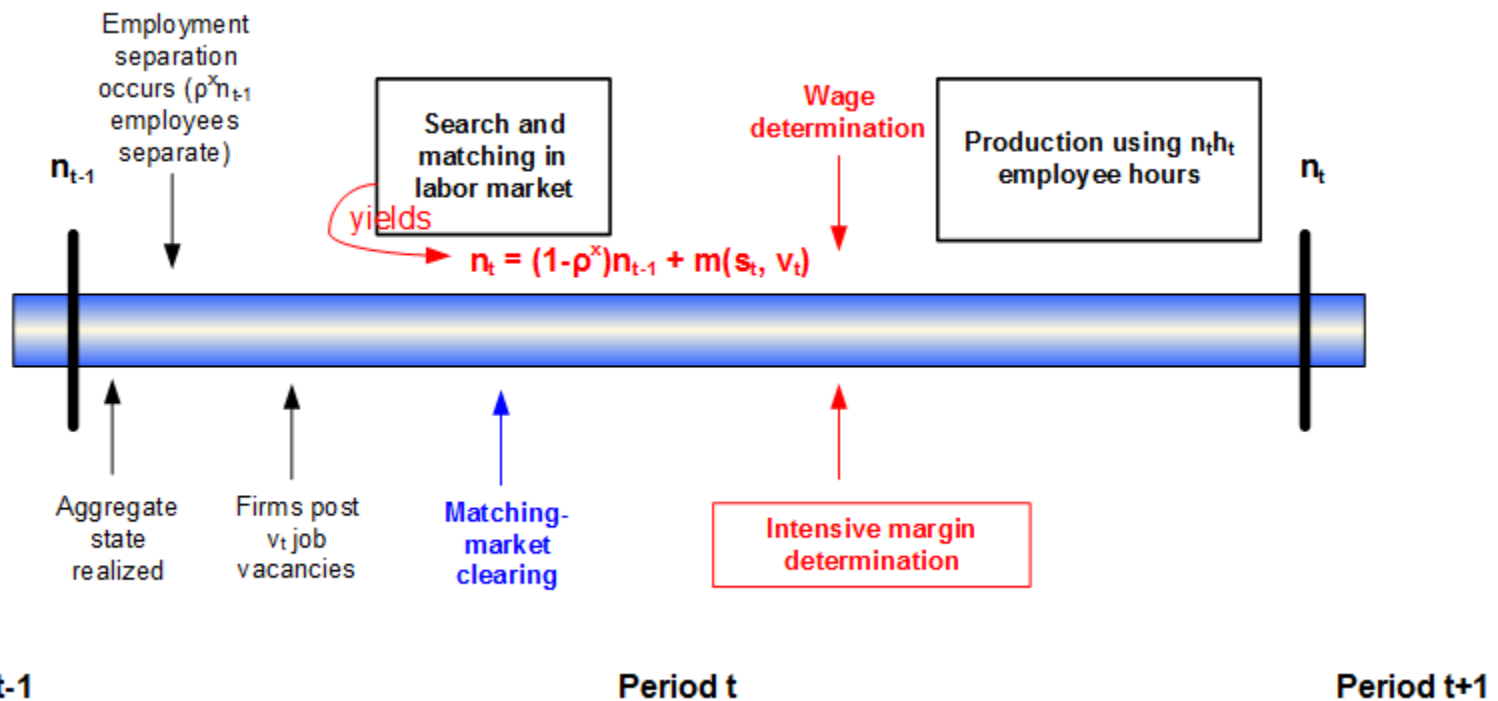 Employment
separation
occurs (ρˣnₜ₋₁
employees
separate)
nₜ₋₁
Search and
matching in
labor market
yields
nₜ = (1-ρˣ)nₜ₋₁ + m(sₜ, vₜ)
Wage
determination
Production using nₜhₜ
employee hours
nₜ
Aggregate
state
realized
Firms post
vₜ job
vacancies
Matching-
market
clearing
Intensive margin
determination
t-1
Period t
Period t+1